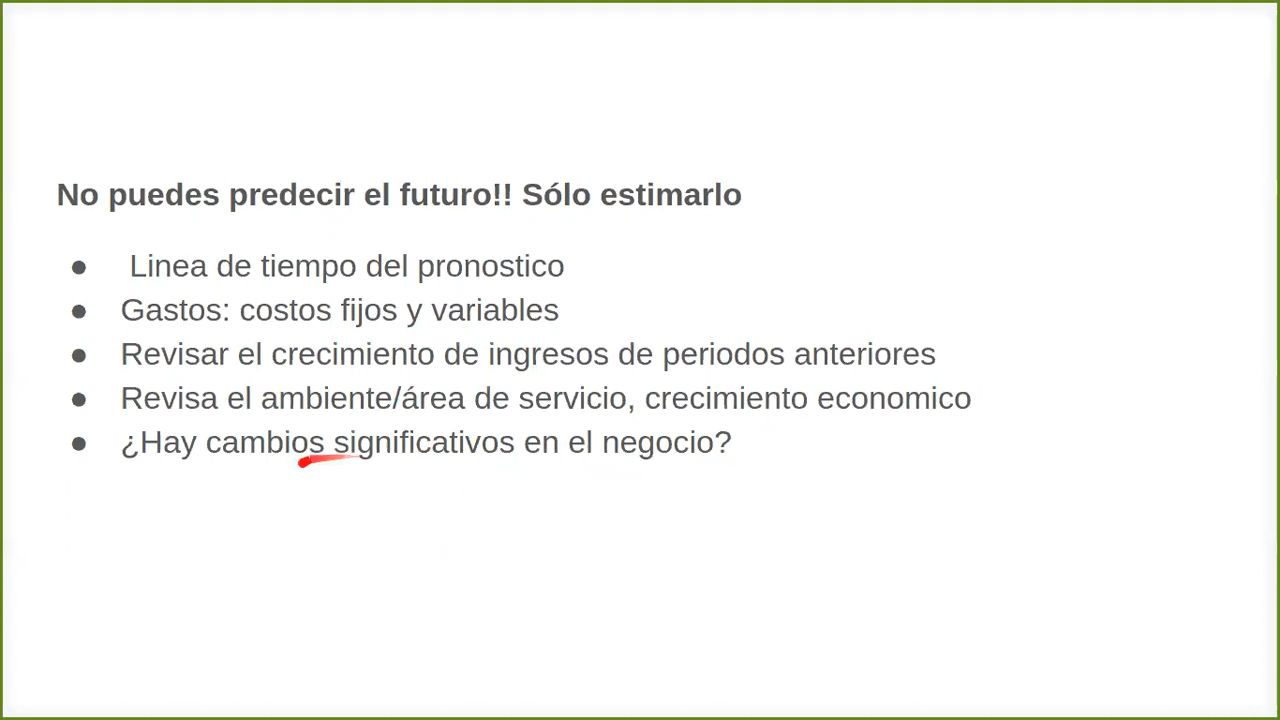 No puedes predecir el futuro!! Sólo estimarlo
● Linea de tiempo del pronostico
● Gastos: costos fijos y variables
● Revisar el crecimiento de ingresos de periodos anteriores
● Revisa el ambiente/área de servicio, crecimiento economico
● ¿Hay cambios significativos en el negocio?